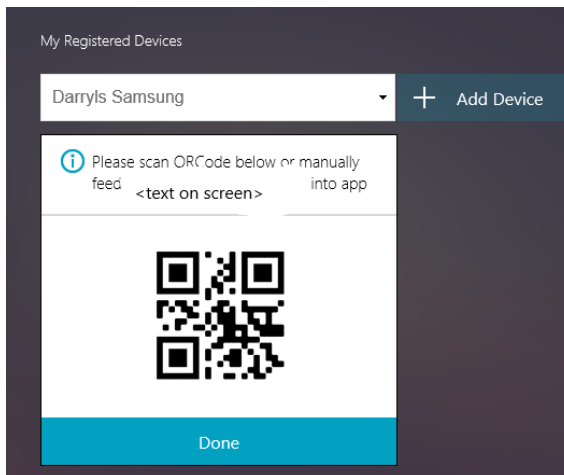 My Registered Devices
Darryls Samsung
Add Device
Please scan QRCode below or manually
feed <text on screen> into app
Done